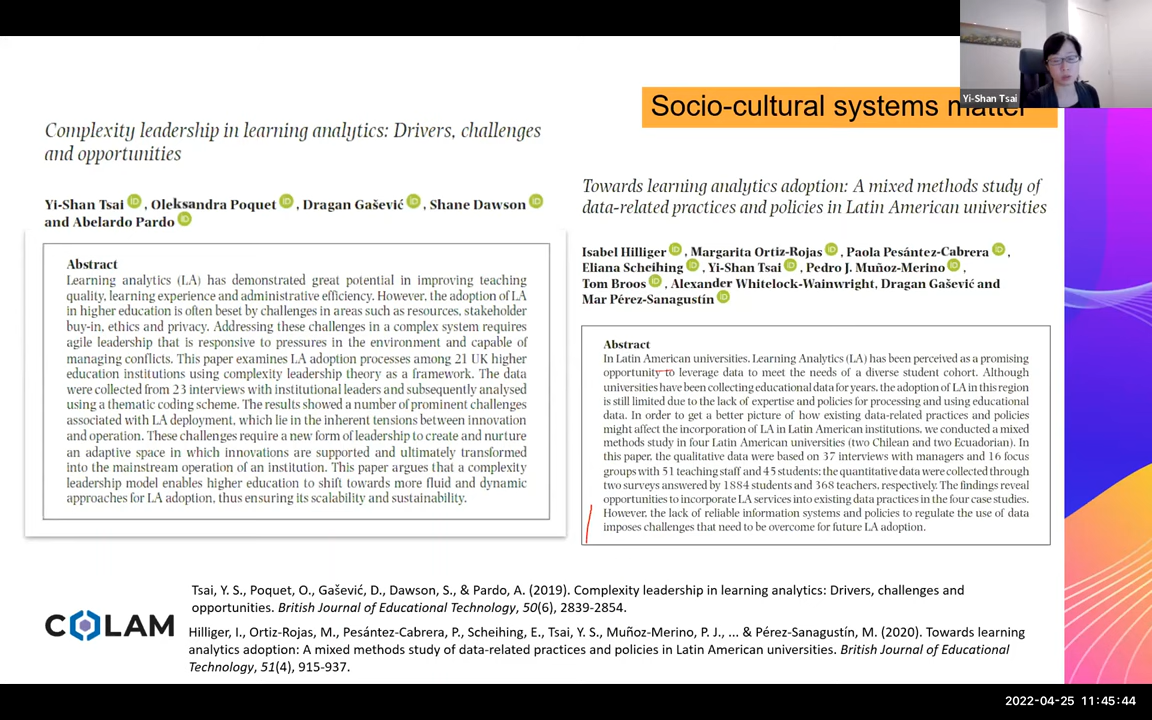 Yi-Shan Tsai
Socio-cultural systems matter
Complexity leadership in learning analytics: Drivers, challenges
and opportunities
Yi-Shan Tsai iD, Oleksandra Poquet iD, Dragan Gašević iD, Shane Dawson iD
and Abelardo Pardo iD
Abstract
Learning analytics (LA) has demonstrated great potential in improving teaching
quality, learning experience and administrative efficiency. However, the adoption of LA
in higher education is often beset by challenges in areas such as resources, stakeholder
buy-in, ethics and privacy. Addressing these challenges in a complex system requires
agile leadership that is responsive to pressures in the environment and capable of
managing conflicts. This paper examines LA adoption processes among 21 UK higher
education institutions using complexity leadership theory as a framework. The data
were collected from 23 interviews with institutional leaders and subsequently analysed
using a thematic coding scheme. The results showed a number of prominent challenges
associated with LA deployment, which lie in the inherent tensions between innovation
and operation. These challenges require a new form of leadership to create and nurture
an adaptive space in which innovations are supported and ultimately transformed
into the mainstream operation of an institution. This paper argues that a complexity
leadership model enables higher education to shift towards more fluid and dynamic
approaches for LA adoption, thus ensuring its scalability and sustainability.
Towards learning analytics adoption: A mixed methods study of
data-related practices and policies in Latin American universities
Isabel Hilliger iD, Margarita Ortiz-Rojas iD, Paola Pesántez-Cabrera iD,
Eliana Scheihing iD, Yi-Shan Tsai iD, Pedro J. Muñoz-Merino iD,
Tom Broos iD, Alexander Whitelock-Wainwright, Dragan Gašević and
Mar Pérez-Sanagustín iD
Abstract
In Latin American universities, Learning Analytics (LA) has been perceived as a promising
opportunity to leverage data to meet the needs of a diverse student cohort. Although
universities have been collecting educational data for years, the adoption of LA in this region
is still limited due to the lack of expertise and policies for processing and using educational
data. In order to get a better picture of how existing data-related practices and policies
might affect the incorporation of LA in Latin American institutions, we conducted a mixed
methods study in four Latin American universities (two Chilean and two Ecuadorian). In
this paper, the qualitative data were based on 37 interviews with managers and 16 focus
groups with 51 teaching staff and 45 students; the quantitative data were collected through
two surveys answered by 1884 students and 368 teachers, respectively. The findings reveal
opportunities to incorporate LA services into existing data practices in the four case studies.
However, the lack of reliable information systems and policies to regulate the use of data
imposes challenges that need to be overcome for future LA adoption.
Tsai, Y. S., Poquet, O., Gašević, D., Dawson, S., & Pardo, A. (2019). Complexity leadership in learning analytics: Drivers, challenges and
opportunities. British Journal of Educational Technology, 50(6), 2839-2854.
COLAM
Hilliger, I., Ortiz-Rojas, M., Pesántez-Cabrera, P., Scheihing, E., Tsai, Y. S., Muñoz-Merino, P. J., ... & Pérez-Sanagustín, M. (2020). Towards learning
analytics adoption: A mixed methods study of data-related practices and policies in Latin American universities. British Journal of Educational
Technology, 51(4), 915-937.
2022-04-25 11:45:44